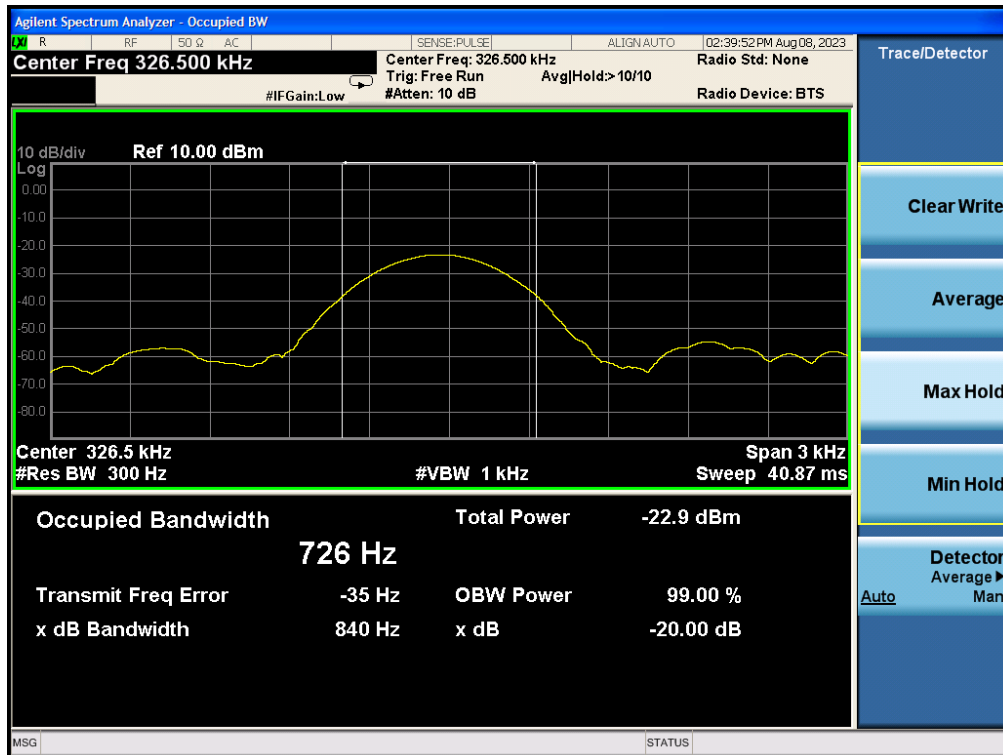 Agilent Spectrum Analyzer - Occupied BW
LXI R RF 50 Ω AC SENSE:PULSE ALIGN AUTO 02:39:52 PM Aug 08, 2023
Center Freq 326.500 kHz
Center Freq: 326.500 kHz Radio Std: None
Trig: Free Run Avg|Hold:> 10/10
#IFGain:Low #Atten: 10 dB Radio Device: BTS
10 dB/div Ref 10.00 dBm
Log
0.00
-10.0
-20.0
-30.0
-40.0
-50.0
-60.0
-70.0
-80.0
Center 326.5 kHz Span 3 kHz
#Res BW 300 Hz #VBW 1 kHz Sweep 40.87 ms
Occupied Bandwidth Total Power -22.9 dBm
726 Hz
Transmit Freq Error -35 Hz OBW Power 99.00 %
x dB Bandwidth 840 Hz x dB -20.00 dB
MSG STATUS
Trace/Detector
Clear Write
Average
Max Hold
Min Hold
Detector
Average▶
Auto Man